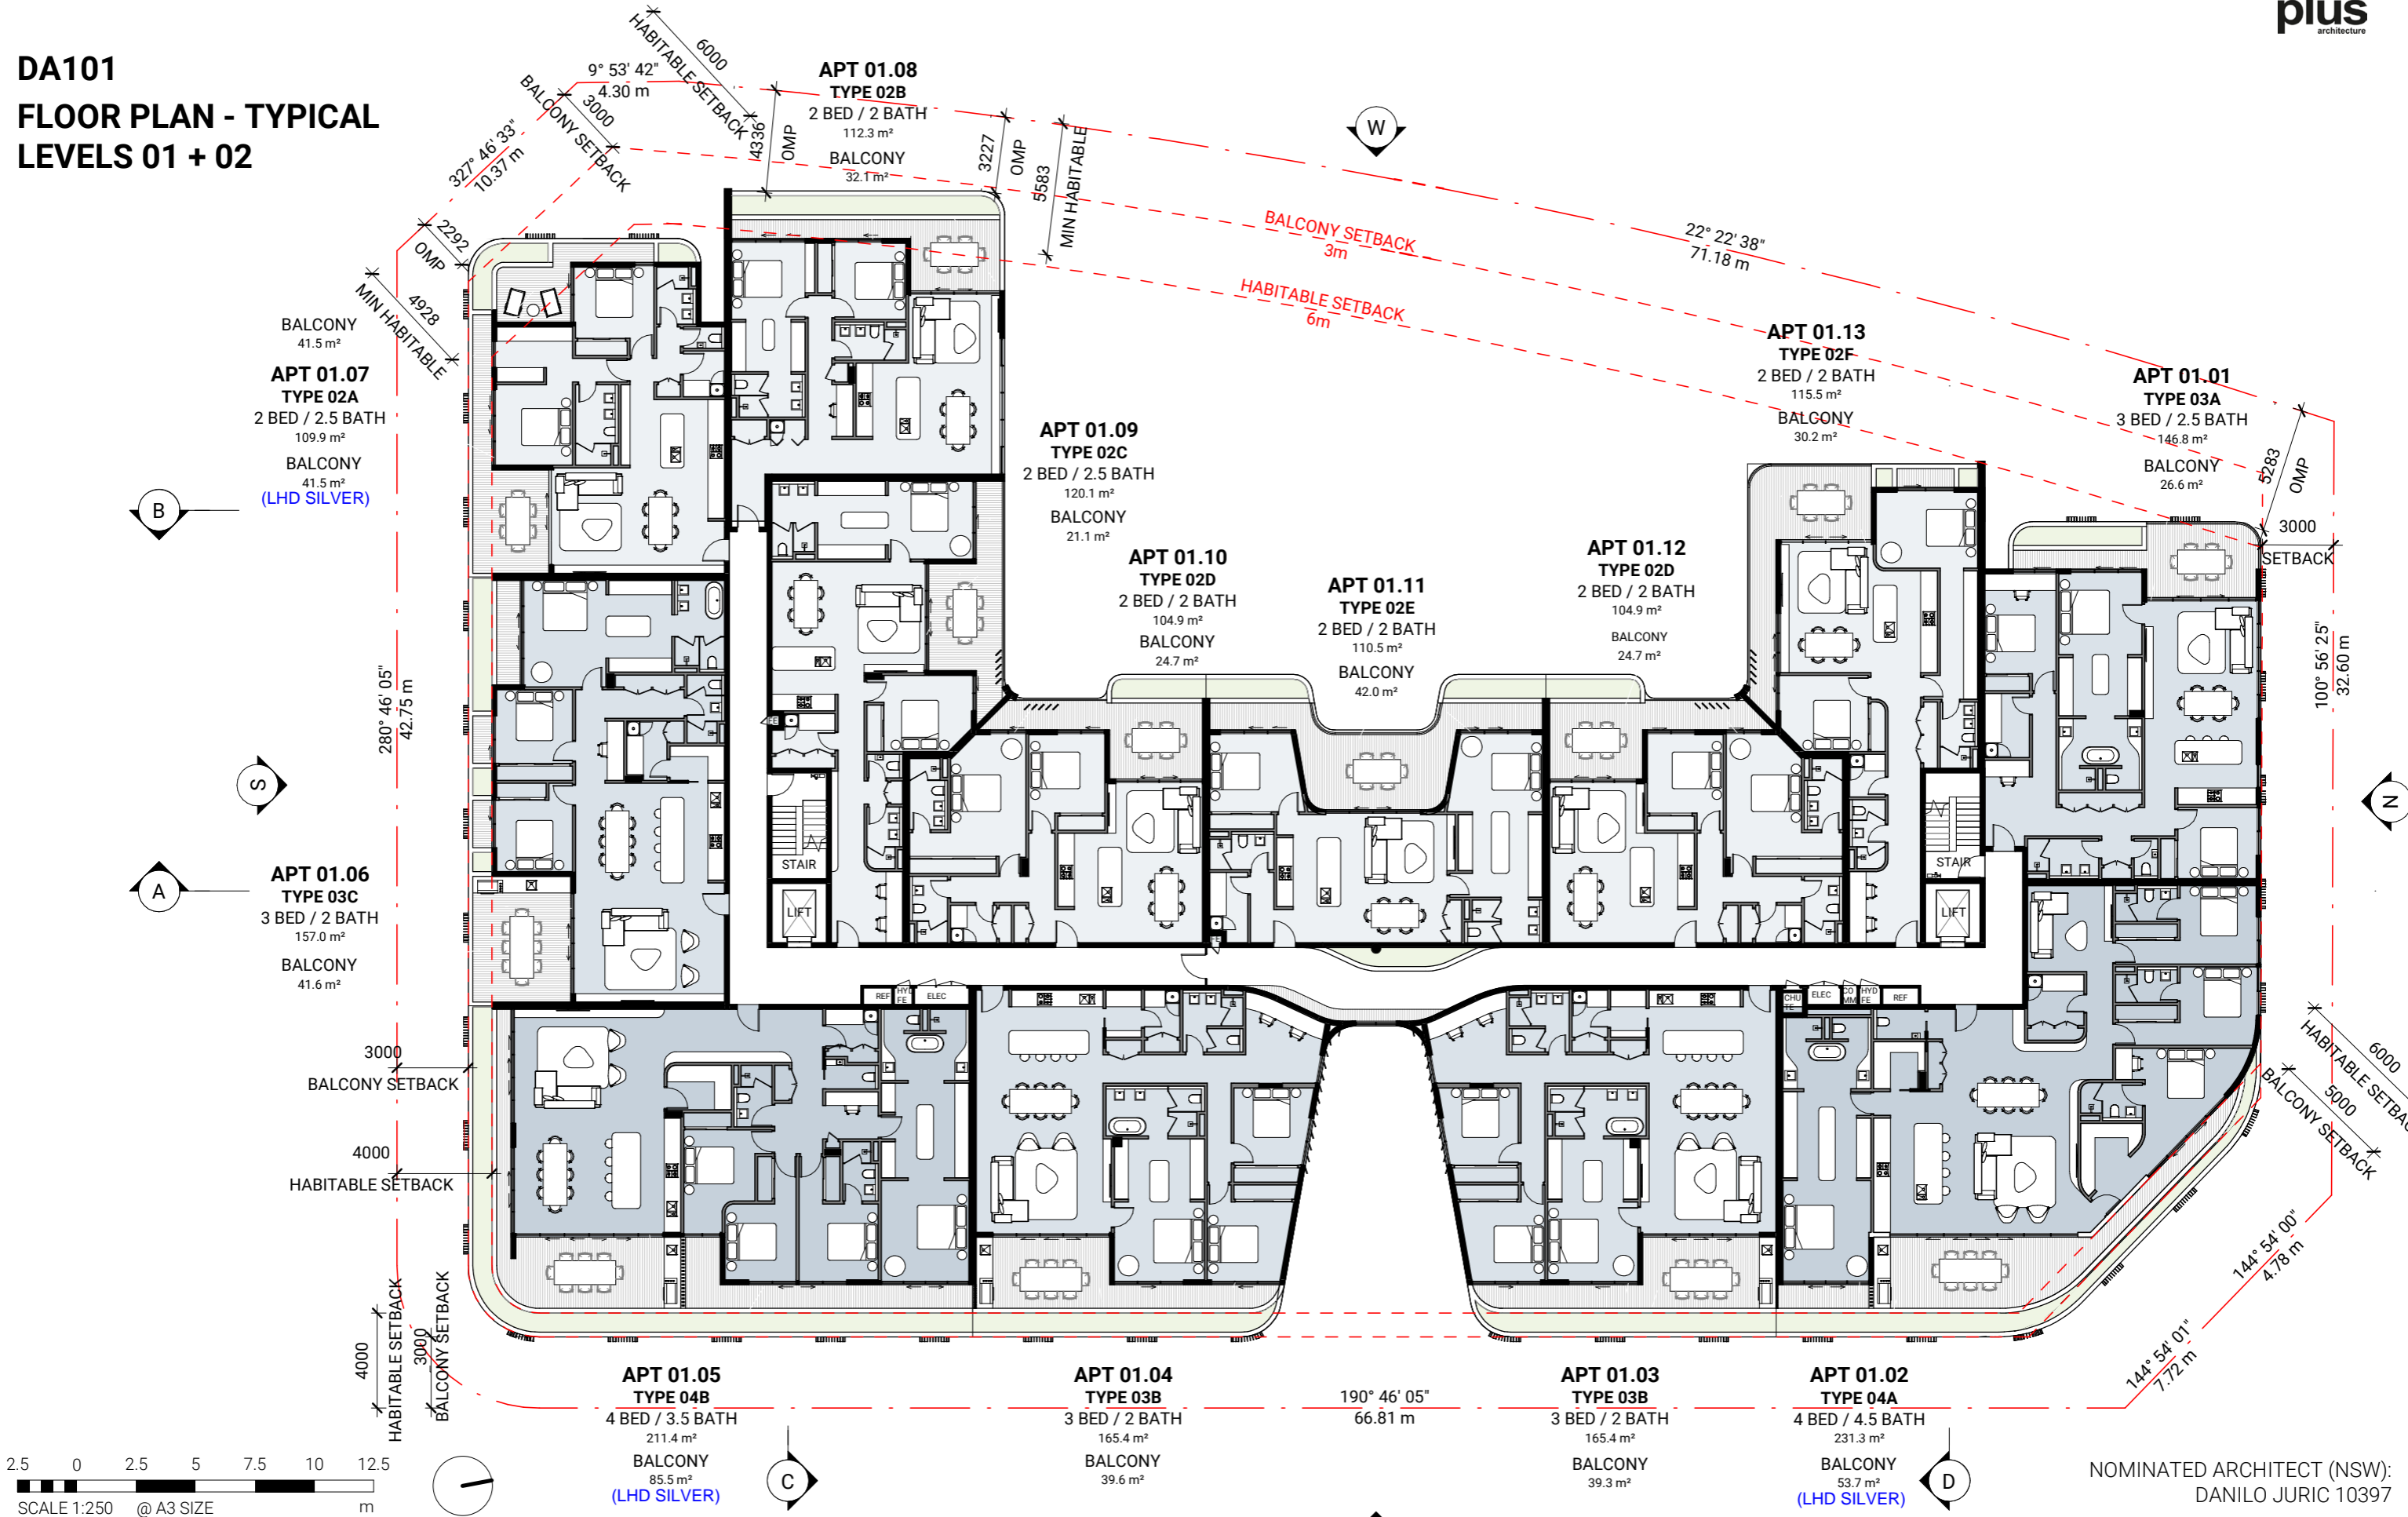 plus
architecture
DA101
FLOOR PLAN - TYPICAL
LEVELS 01 + 02
9° 53' 42"
4.30 m
6000
HABITABLE SETBACK
3000
BALCONY SETBACK
327° 46' 33"
10.37 m
2292
OMP
4928
MIN HABITABLE
4336
OMP
3227
OMP
5583
MIN HABITABLE
APT 01.08
TYPE 02B
2 BED / 2 BATH
112.3 m²
BALCONY
32.1 m²
W
BALCONY SETBACK
3m
HABITABLE SETBACK
6m
22° 22' 38"
71.18 m
BALCONY
41.5 m²
APT 01.07
TYPE 02A
2 BED / 2.5 BATH
109.9 m²
BALCONY
41.5 m²
(LHD SILVER)
B
APT 01.09
TYPE 02C
2 BED / 2.5 BATH
120.1 m²
BALCONY
21.1 m²
APT 01.10
TYPE 02D
2 BED / 2 BATH
104.9 m²
BALCONY
24.7 m²
APT 01.11
TYPE 02E
2 BED / 2 BATH
110.5 m²
BALCONY
42.0 m²
APT 01.12
TYPE 02D
2 BED / 2 BATH
104.9 m²
BALCONY
24.7 m²
APT 01.13
TYPE 02F
2 BED / 2 BATH
115.5 m²
BALCONY
30.2 m²
APT 01.01
TYPE 03A
3 BED / 2.5 BATH
146.8 m²
BALCONY
26.6 m²
5283
OMP
3000
SETBACK
100° 56' 25"
32.60 m
280° 46' 05"
42.75 m
S
N
A
APT 01.06
TYPE 03C
3 BED / 2 BATH
157.0 m²
BALCONY
41.6 m²
FE
STAIR
LIFT
FE
STAIR
LIFT
REF
HYD
FE
ELEC
CHU
TE
ELEC
CO
MM
HYD
FE
REF
3000
BALCONY SETBACK
4000
HABITABLE SETBACK
4000
HABITABLE SETBACK
3000
BALCONY SETBACK
6000
HABITABLE SETBACK
5000
BALCONY SETBACK
144° 54' 00"
4.78 m
144° 54' 01"
7.72 m
APT 01.05
TYPE 04B
4 BED / 3.5 BATH
211.4 m²
BALCONY
85.5 m²
(LHD SILVER)
C
APT 01.04
TYPE 03B
3 BED / 2 BATH
165.4 m²
BALCONY
39.6 m²
190° 46' 05"
66.81 m
APT 01.03
TYPE 03B
3 BED / 2 BATH
165.4 m²
BALCONY
39.3 m²
APT 01.02
TYPE 04A
4 BED / 4.5 BATH
231.3 m²
BALCONY
53.7 m²
(LHD SILVER)
D
2.5 0 2.5 5 7.5 10 12.5
SCALE 1:250 @ A3 SIZE m
NOMINATED ARCHITECT (NSW):
DANILO JURIC 10397